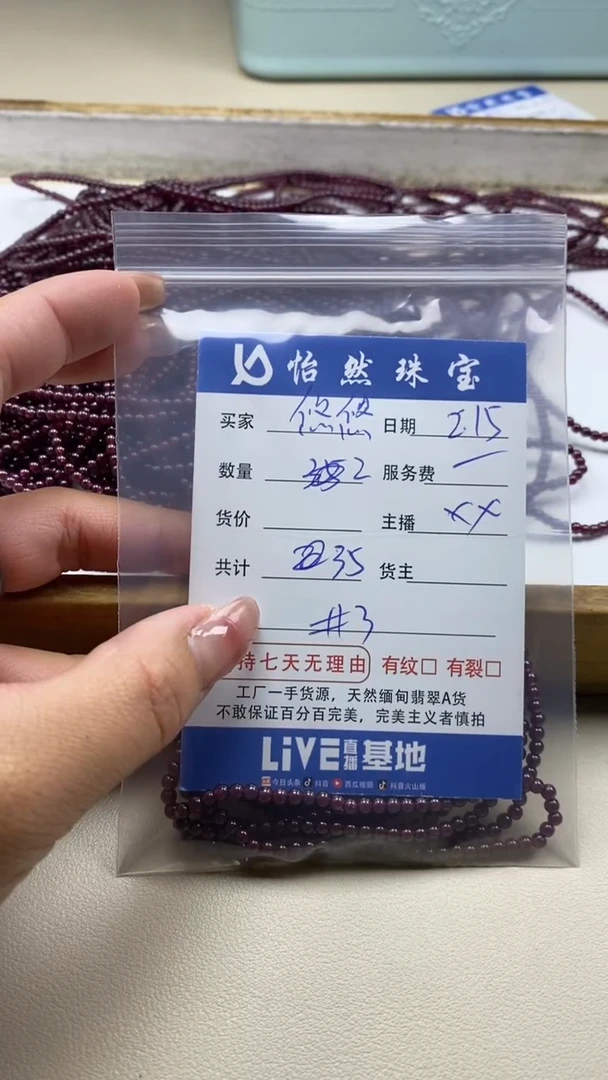 怡然珠宝
买家 悠悠 日期 2.15
数量 2 服务费 一
货价 主播 XX
共计 35 货主
#3
持七天无理由 有纹□ 有裂□
工厂一手货源，天然缅甸翡翠A货
不敢保证百分百完美，完美主义者慎拍
LiVE直播基地
今日头条 抖音 西瓜视频 抖音火山版